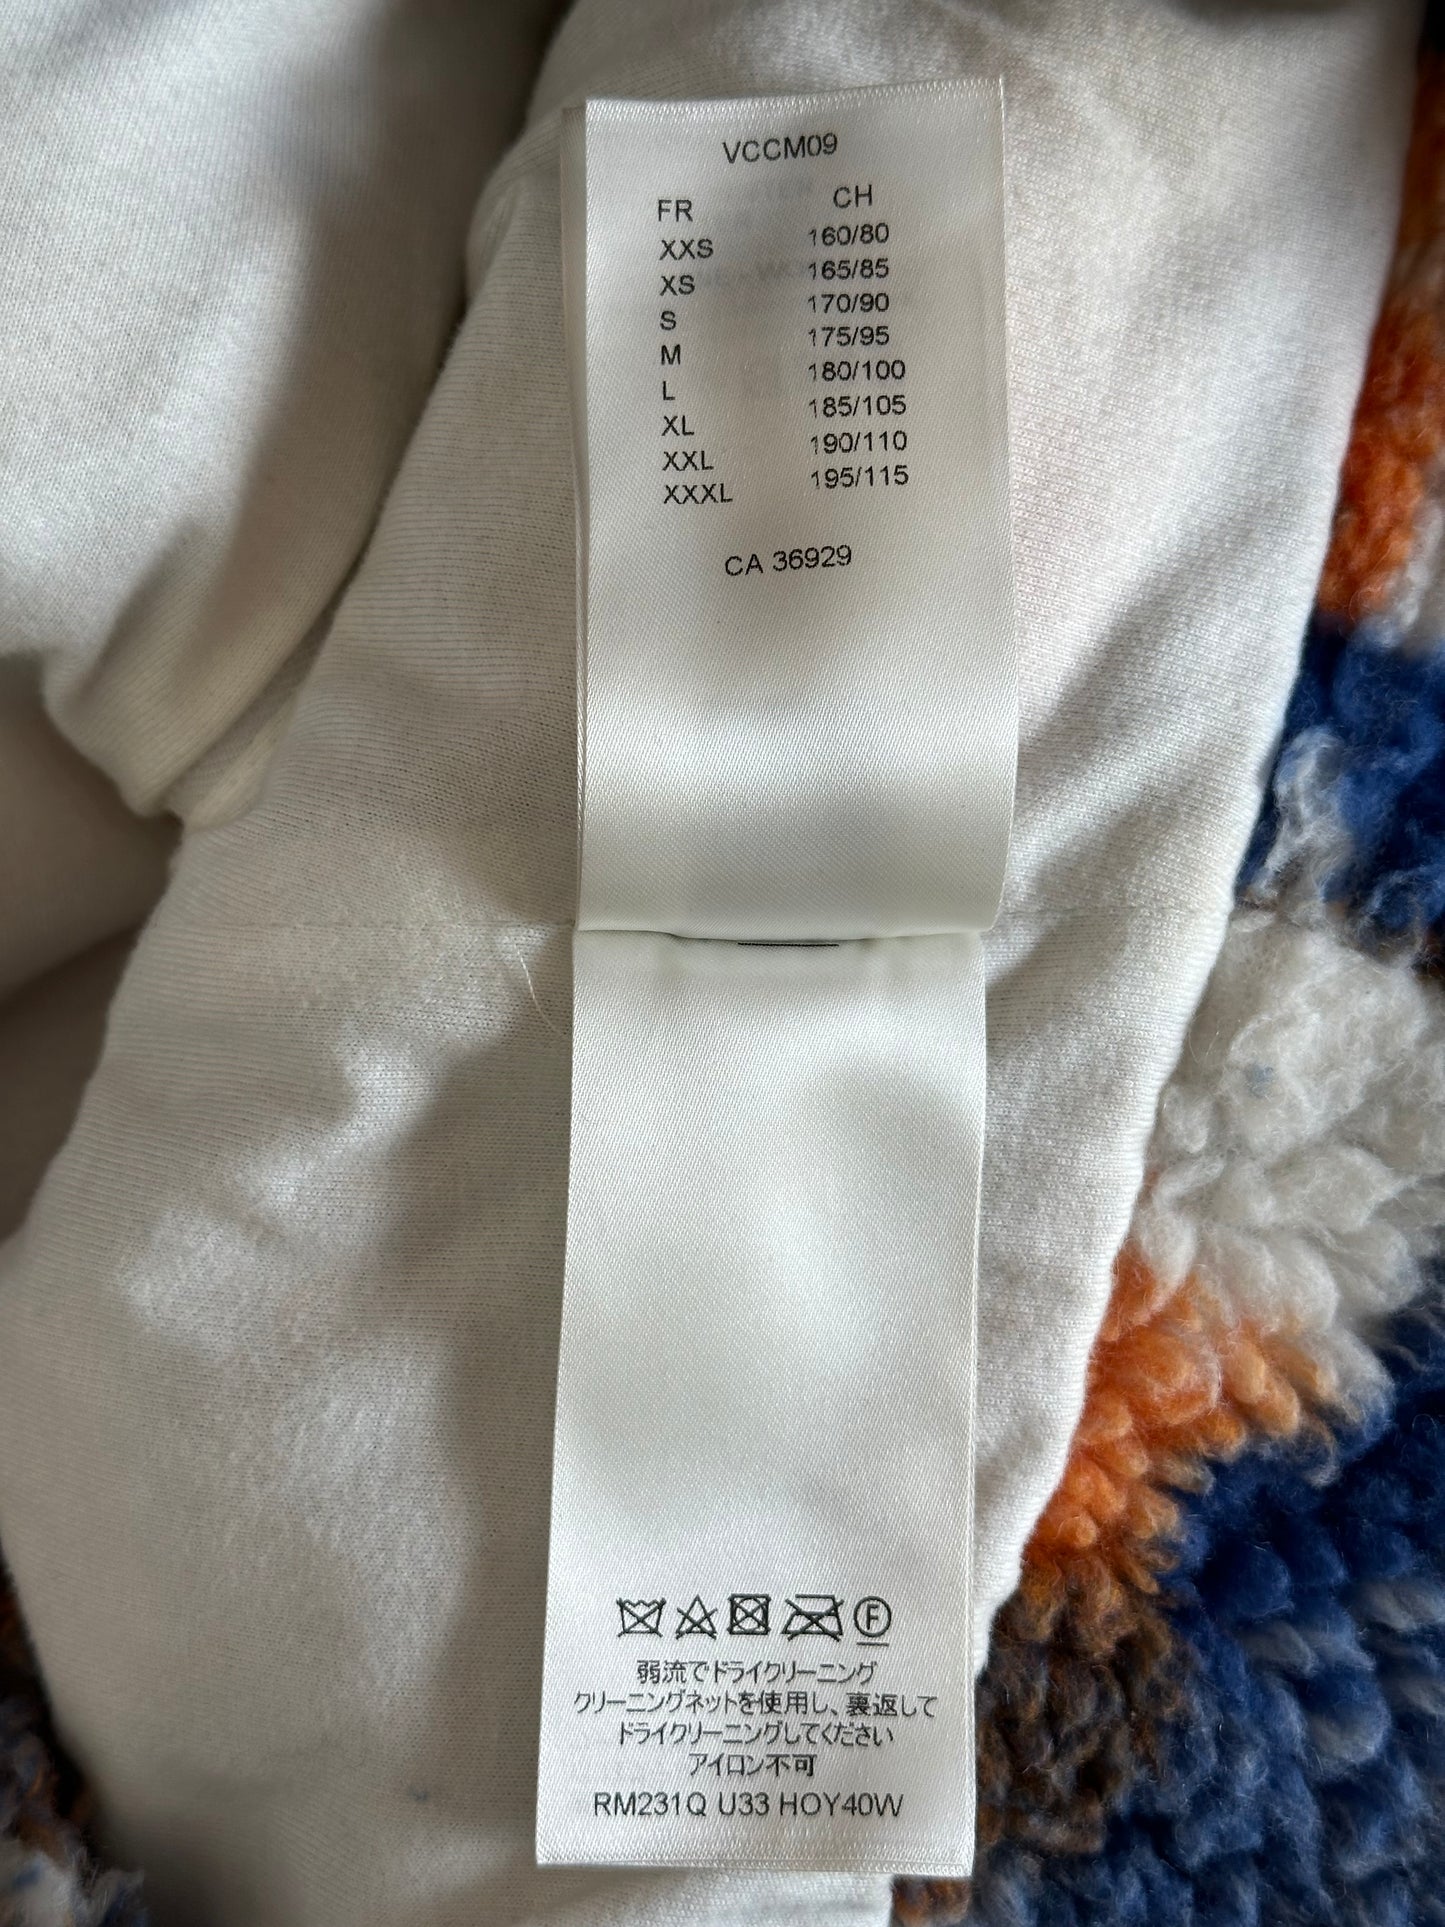 VCCM09
FR CH
XXS 160/80
XS 165/85
S 170/90
M 175/95
L 180/100
XL 185/105
XXL 190/110
XXXL 195/115
CA 36929
F
弱流でドライクリーニング
クリーニングネットを使用し、裏返して
ドライクリーニングしてください
アイロン不可
RM231Q U33 HOY40W